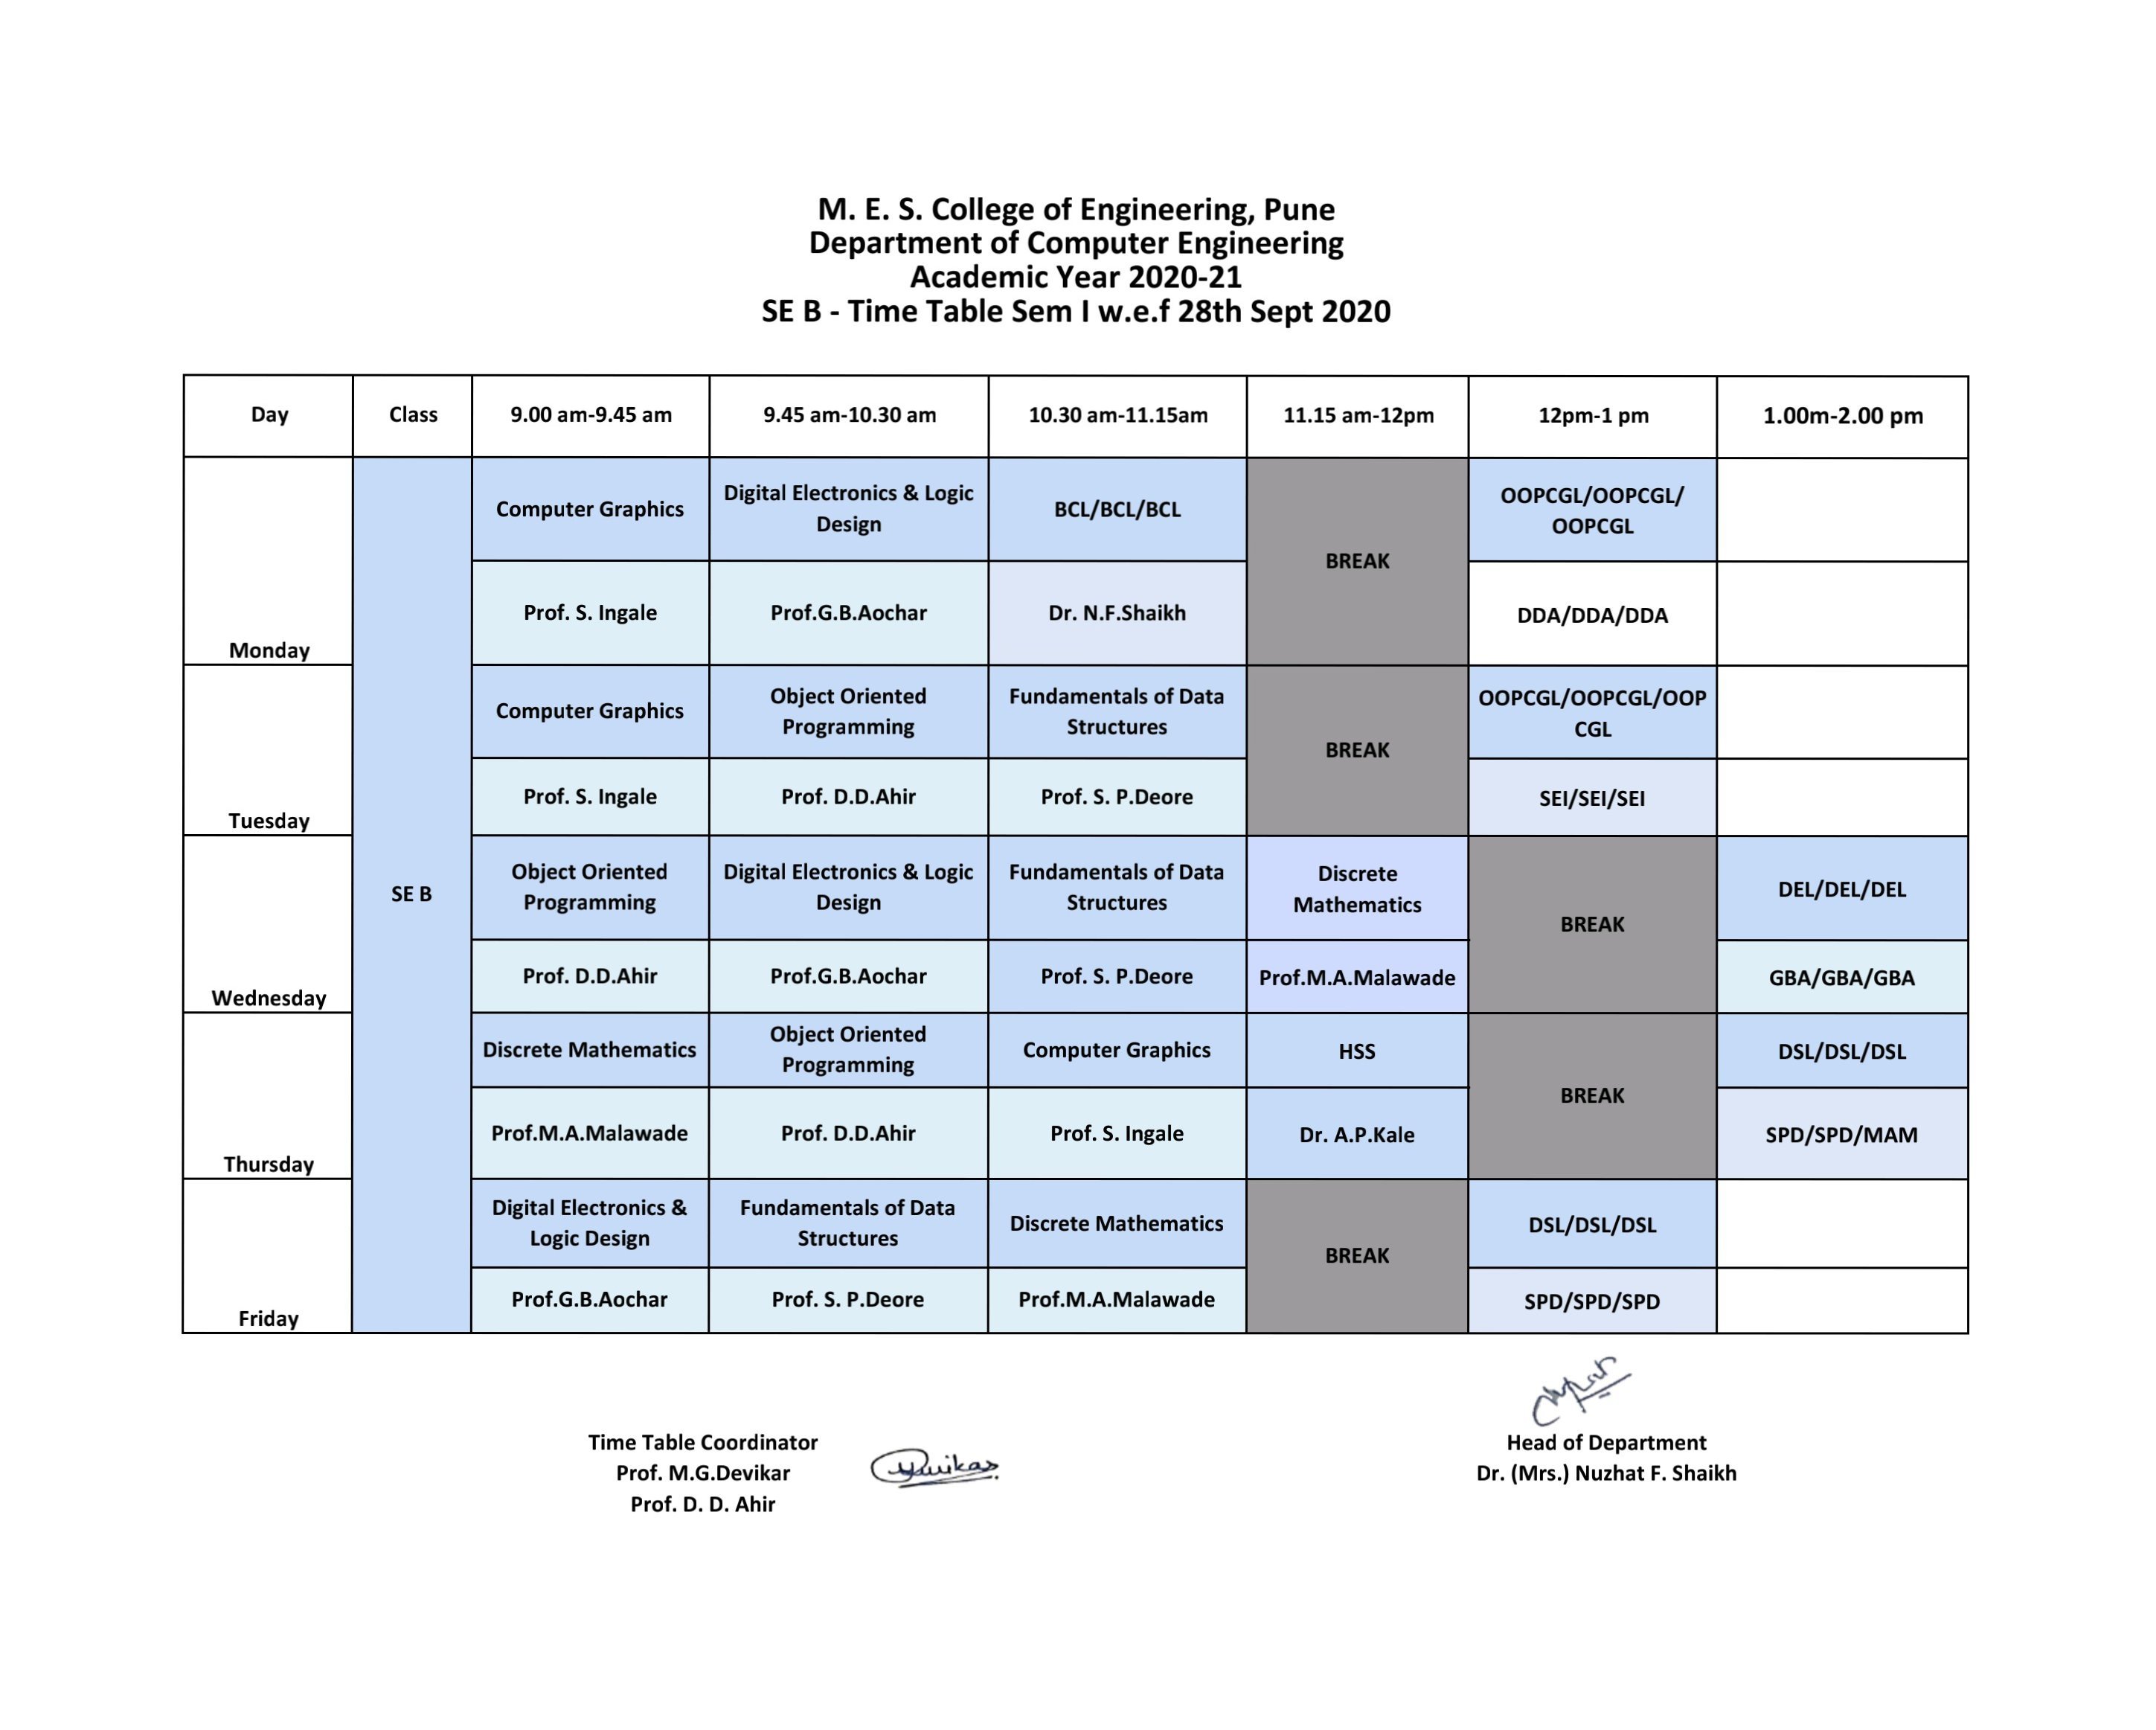 M. E. S. College of Engineering, Pune
Department of Computer Engineering
Academic Year 2020-21
SE B - Time Table Sem I w.e.f 28th Sept 2020
Day Class 9.00 am-9.45 am 9.45 am-10.30 am 10.30 am-11.15am 11.15 am-12pm 12pm-1 pm 1.00m-2.00 pm
Monday
SE B
Computer Graphics
Digital Electronics & Logic
Design
BCL/BCL/BCL
BREAK
OOPCGL/OOPCGL/
OOPCGL
Prof. S. Ingale
Prof.G.B.Aochar
Dr. N.F.Shaikh
DDA/DDA/DDA
Tuesday
Computer Graphics
Object Oriented
Programming
Fundamentals of Data
Structures
BREAK
OOPCGL/OOPCGL/OOP
CGL
Prof. S. Ingale
Prof. D.D.Ahir
Prof. S. P.Deore
SEI/SEI/SEI
Wednesday
Object Oriented
Programming
Digital Electronics & Logic
Design
Fundamentals of Data
Structures
Discrete
Mathematics
BREAK
DEL/DEL/DEL
Prof. D.D.Ahir
Prof.G.B.Aochar
Prof. S. P.Deore
Prof.M.A.Malawade
GBA/GBA/GBA
Thursday
Discrete Mathematics
Object Oriented
Programming
Computer Graphics
HSS
BREAK
DSL/DSL/DSL
Prof.M.A.Malawade
Prof. D.D.Ahir
Prof. S. Ingale
Dr. A.P.Kale
SPD/SPD/MAM
Friday
Digital Electronics &
Logic Design
Fundamentals of Data
Structures
Discrete Mathematics
BREAK
DSL/DSL/DSL
Prof.G.B.Aochar
Prof. S. P.Deore
Prof.M.A.Malawade
SPD/SPD/SPD
Time Table Coordinator
Prof. M.G.Devikar
Prof. D. D. Ahir
Head of Department
Dr. (Mrs.) Nuzhat F. Shaikh